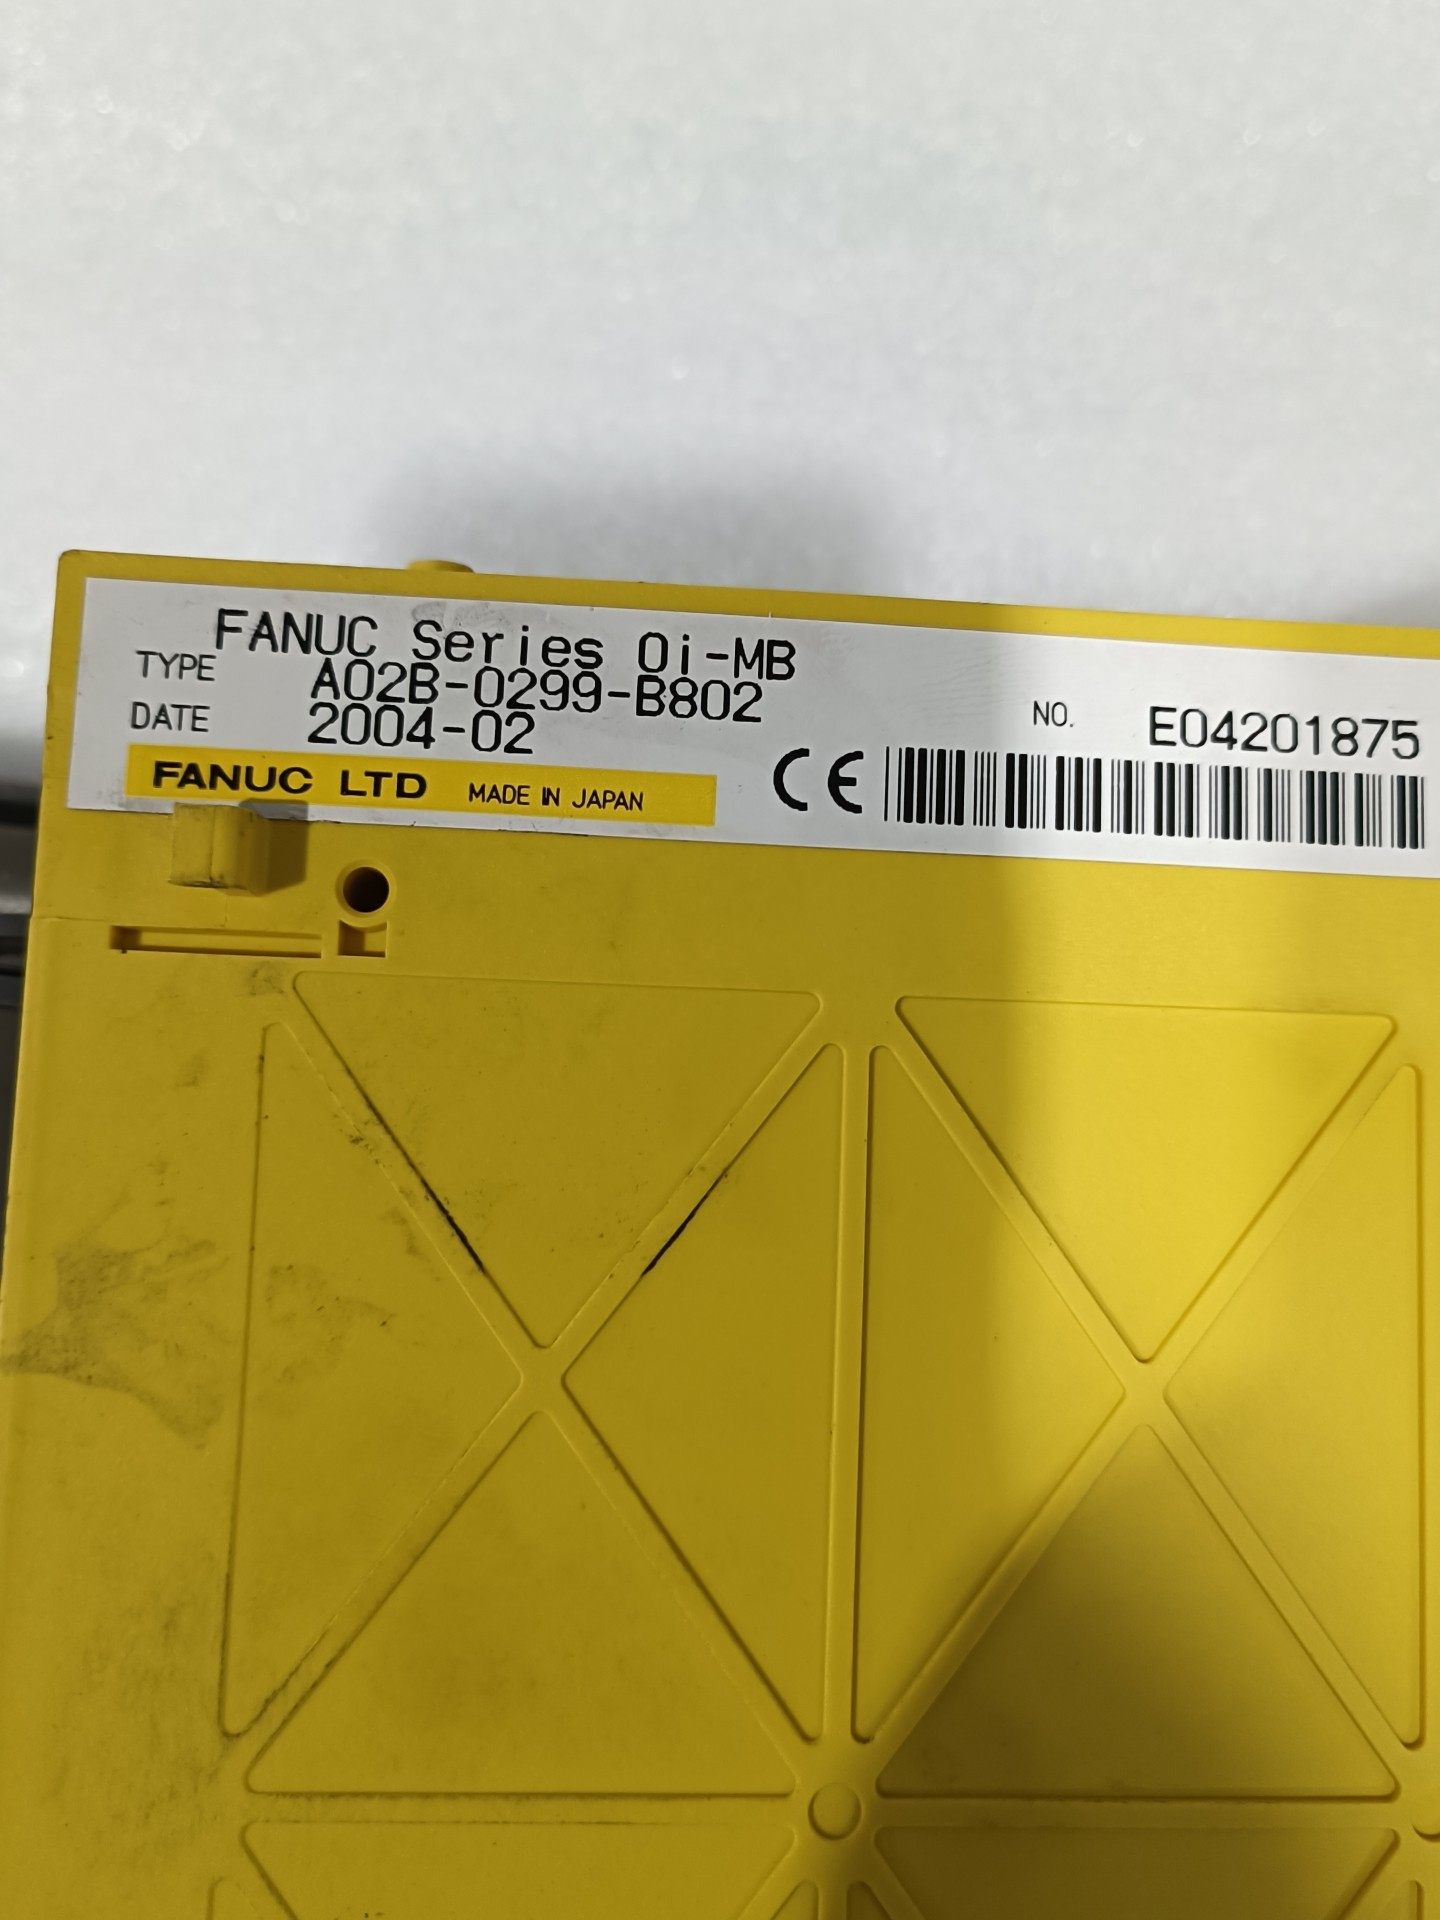 FANUC Series 0i-MB
TYPE A02B-0299-B802
DATE 2004-02
NO. E04201875
FANUC LTD MADE IN JAPAN
CE